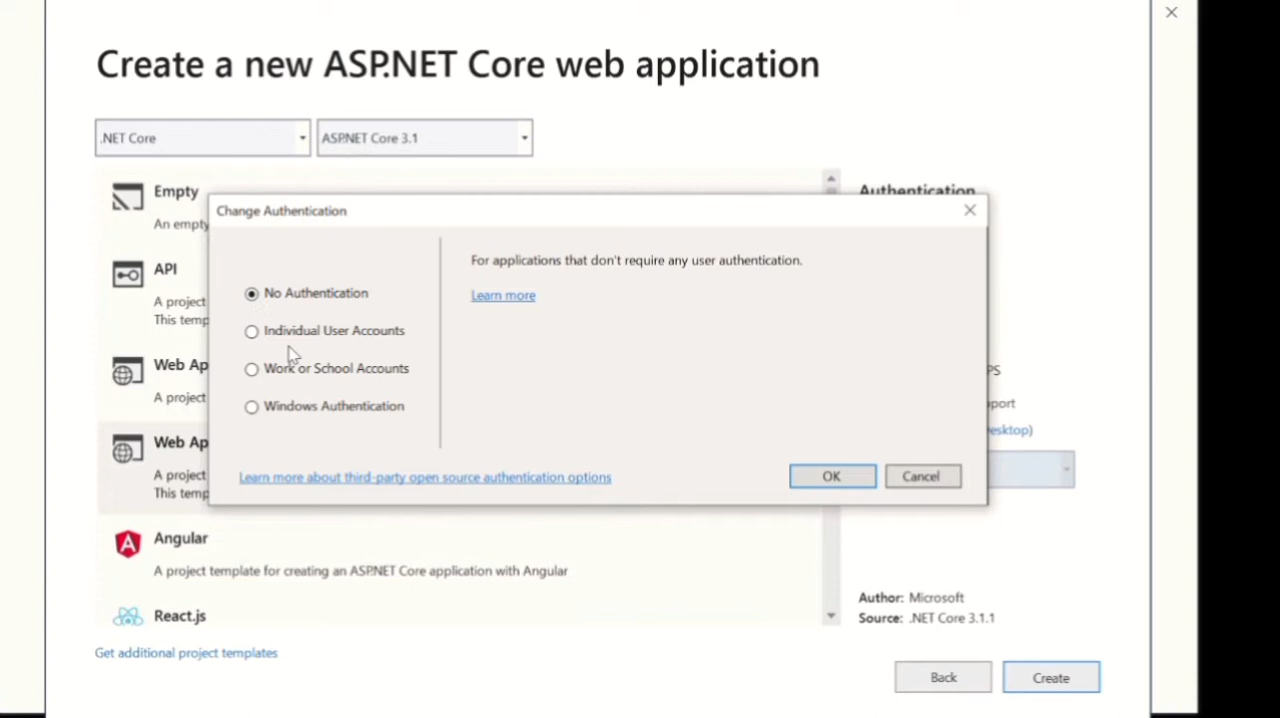 Create a new ASP.NET Core web application
.NET Core
ASP.NET Core 3.1
Empty
An empty
Authentication
Change Authentication
For applications that don't require any user authentication.
Learn more
No Authentication
Individual User Accounts
Work or School Accounts
Windows Authentication
Learn more about third-party open source authentication options
OK
Cancel
API
A project
This temp
Web Ap
A project
Web Ap
A project
This temp
PS
pport
esktop)
Angular
A project template for creating an ASP.NET Core application with Angular
React.js
Author: Microsoft
Source: .NET Core 3.1.1
Get additional project templates
Back
Create